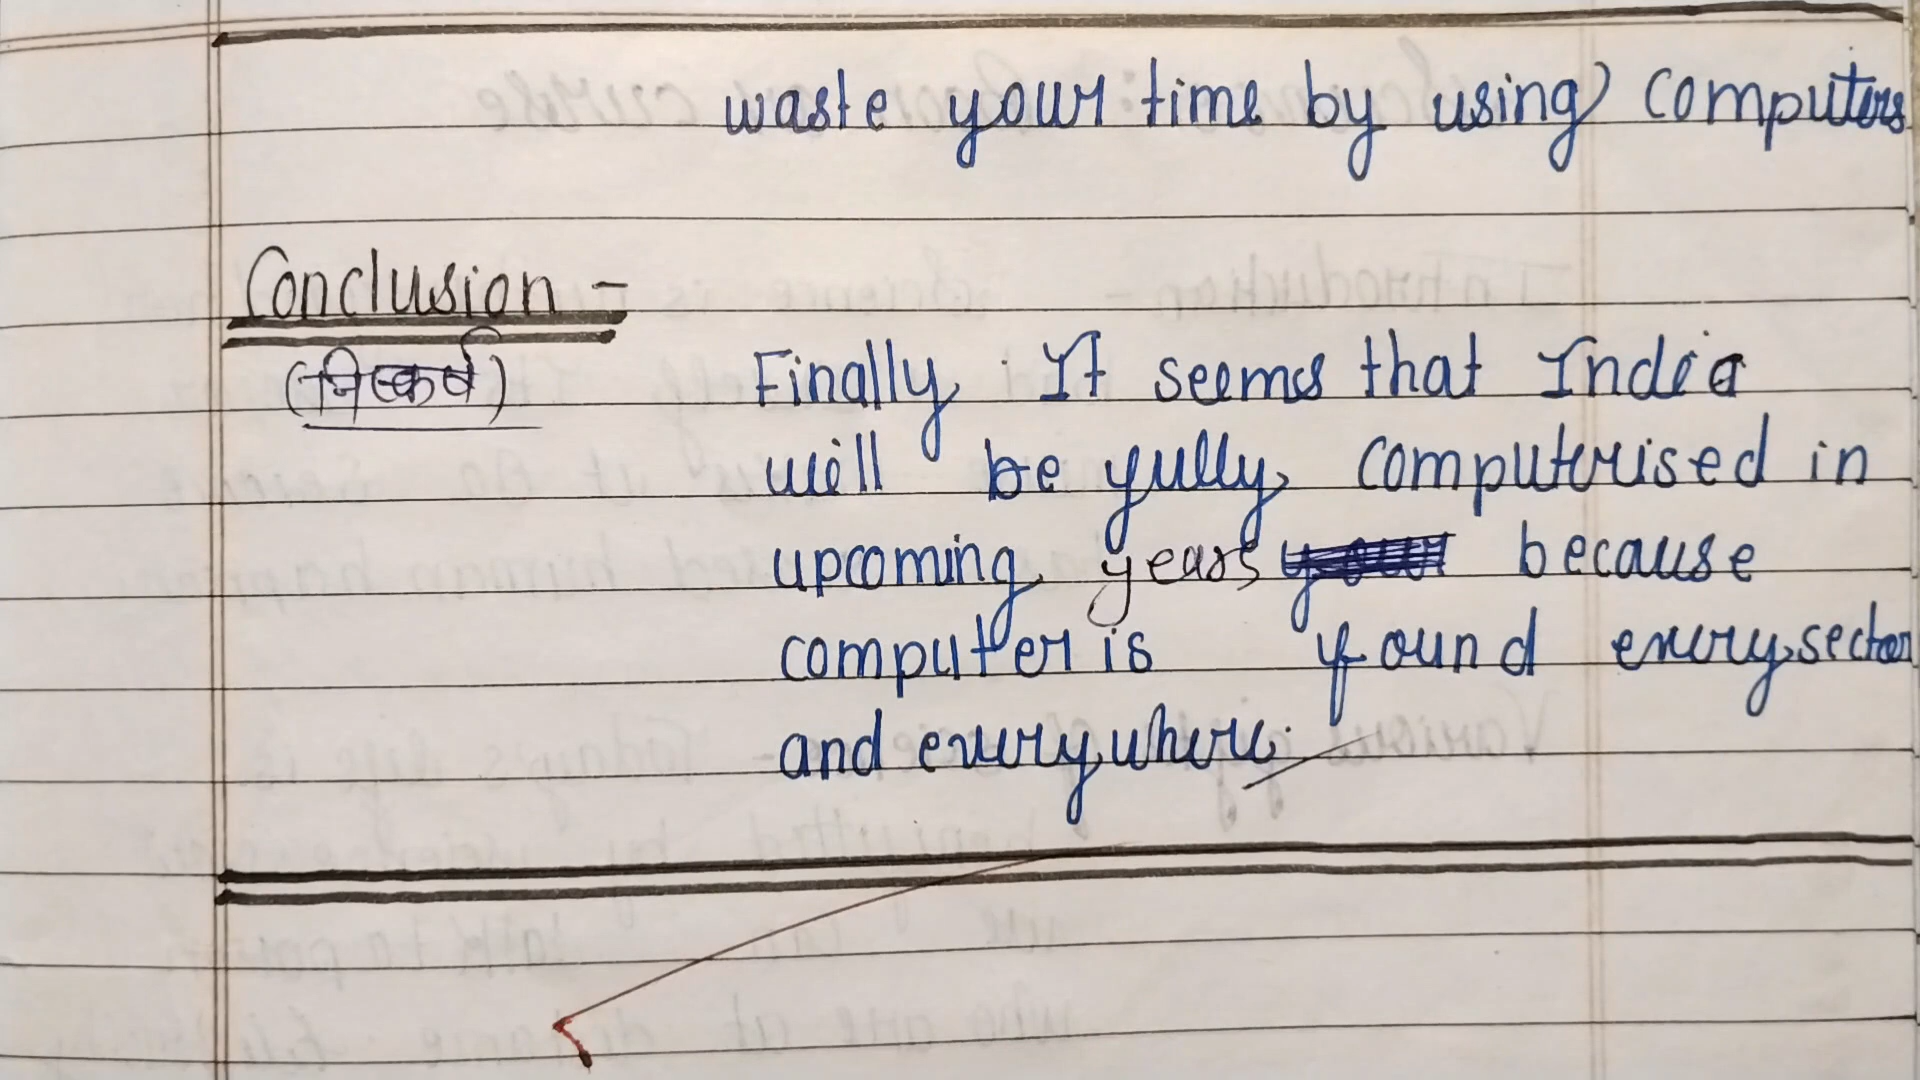 waste your time by using computers
Conclusion -
(निष्कर्ष)
Finally It seems that India
will be fully computerised in
upcoming years because
computer is found every sector
and everywhere.